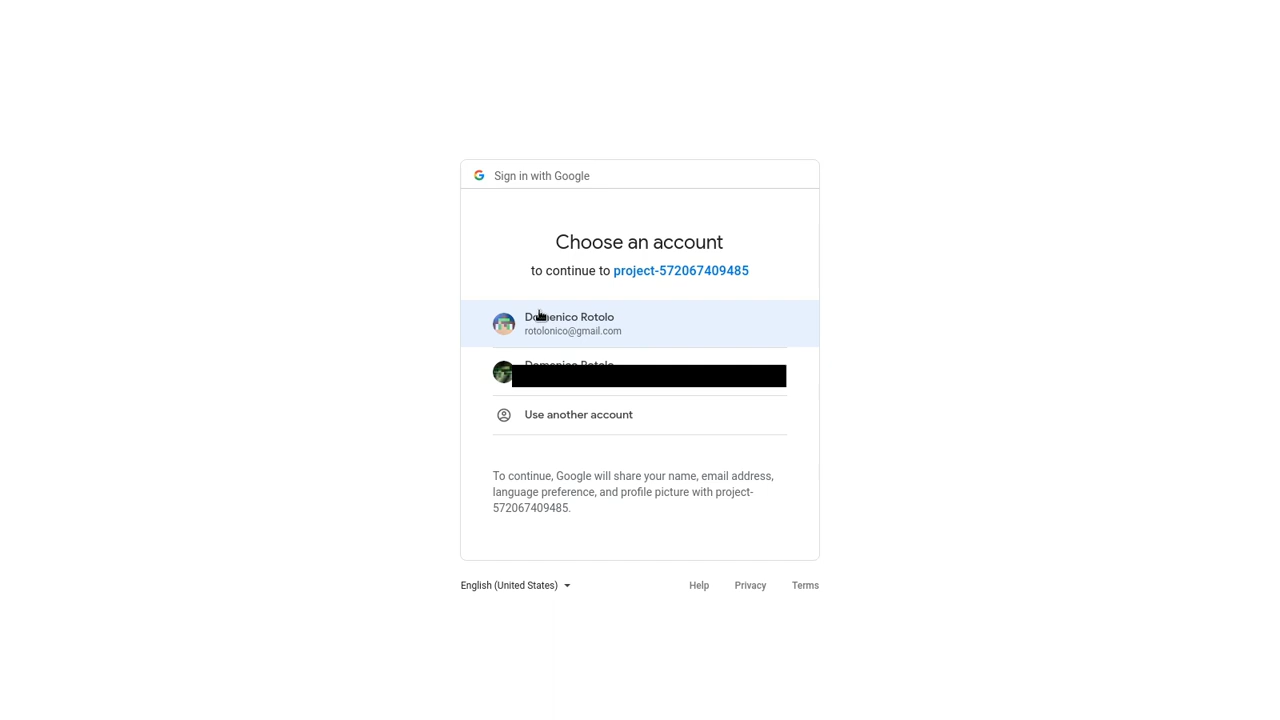 Sign in with Google
Choose an account
to continue to project-572067409485
Domenico Rotolo
rotolonico@gmail.com
Domenico Rotolo
Use another account
To continue, Google will share your name, email address,
language preference, and profile picture with project-
572067409485.
English (United States)
Help Privacy Terms